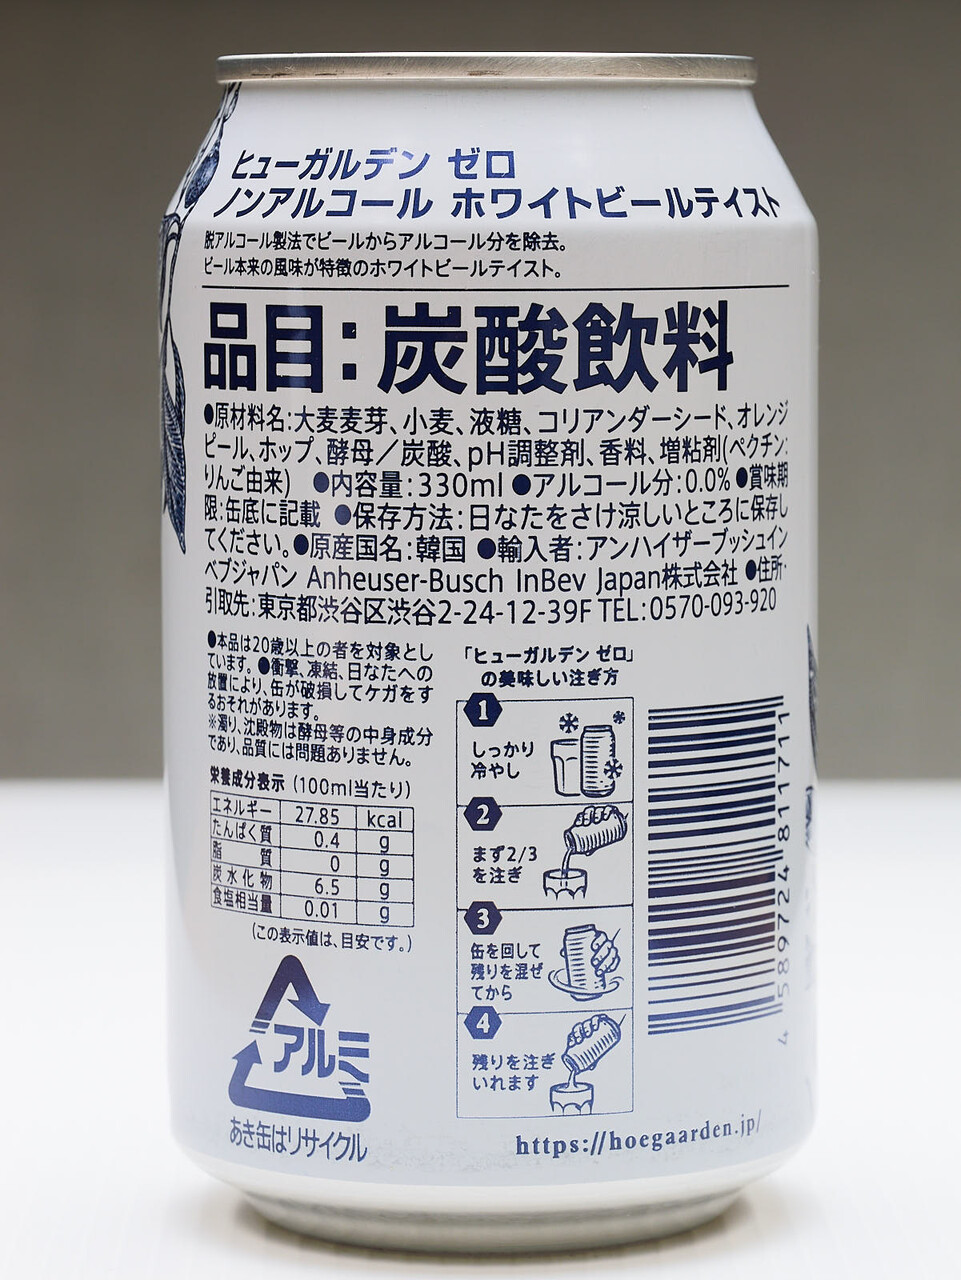 ヒューガルデン ゼロ
ノンアルコール ホワイトビールテイスト
脱アルコール製法でビールからアルコール分を除去。
ビール本来の風味が特徴のホワイトビールテイスト。
品目：炭酸飲料
●原材料名：大麦麦芽、小麦、液糖、コリアンダーシード、オレンジ
ピール、ホップ、酵母／炭酸、pH調整剤、香料、増粘剤(ペクチン：
りんご由来) ●内容量：330ml ●アルコール分：0.0% ●賞味期
限：缶底に記載 ●保存方法：日なたをさけ涼しいところに保存し
てください。●原産国名：韓国 ●輸入者：アンハイザーブッシュイン
ベブジャパン Anheuser-Busch InBev Japan株式会社 ●住所・
引取先：東京都渋谷区渋谷2-24-12-39F TEL：0570-093-920
●本品は20歳以上の者を対象とし
ています。●衝撃、凍結、日なたへの
放置により、缶が破損してケガをす
るおそれがあります。
※濁り、沈殿物は酵母等の中身成分
であり、品質には問題ありません。
栄養成分表示 (100ml当たり)
エネルギー 27.85 kcal
たんぱく質 0.4 g
脂質 0 g
炭水化物 6.5 g
食塩相当量 0.01 g
(この表示値は、目安です。)
アルミ
あき缶はリサイクル
「ヒューガルデン ゼロ」
の美味しい注ぎ方
1
しっかり
冷やし
2
まず2/3
を注ぎ
3
缶を回して
残りを混ぜ
てから
4
残りを注ぎ
いれます
4 589724 811711
https://hoegaarden.jp/